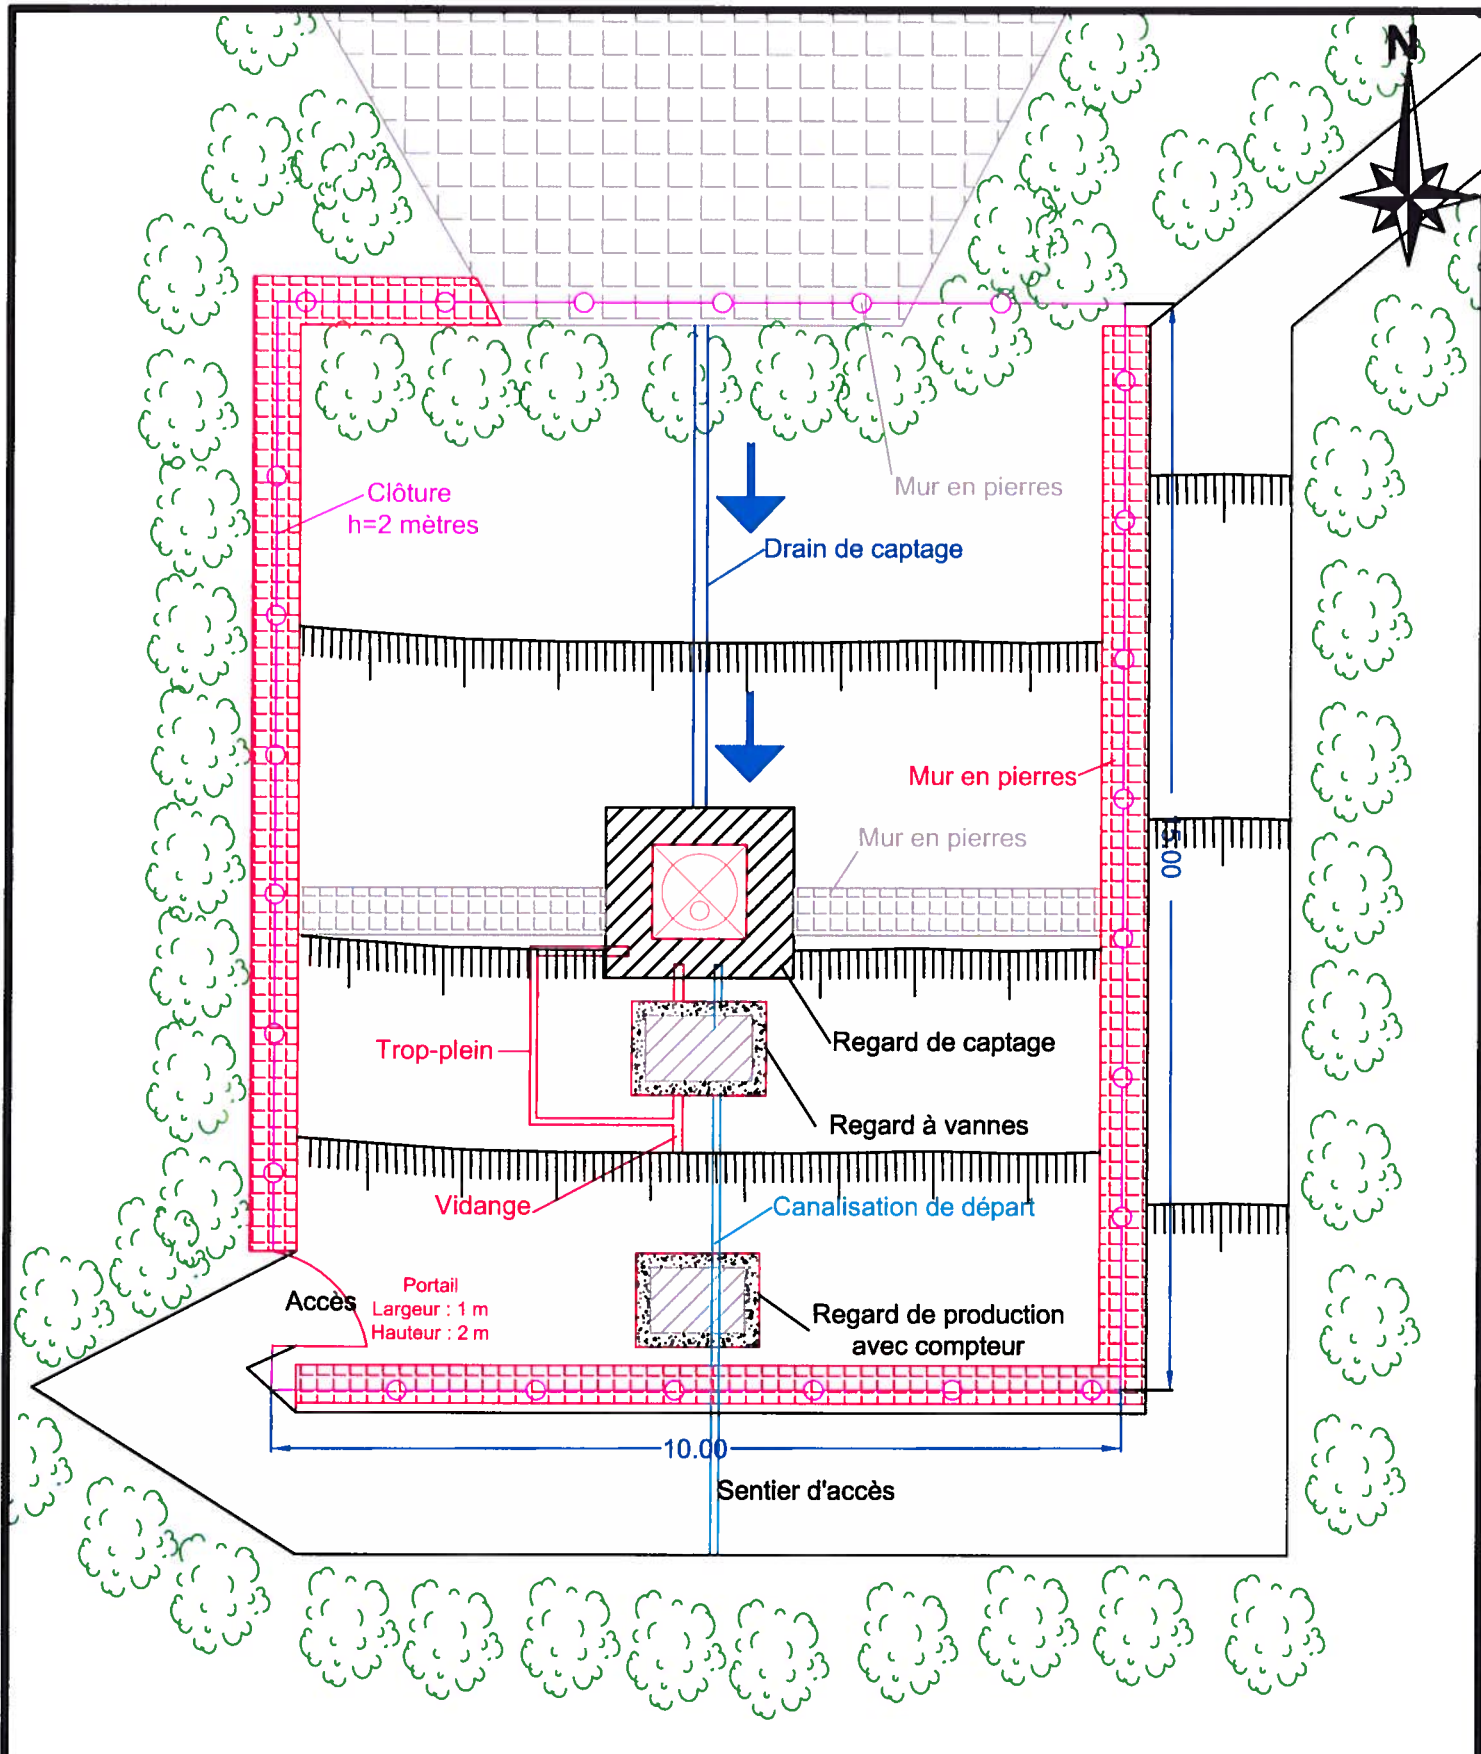 N
Mur en pierres
Clôture
h=2 mètres
Drain de captage
Mur en pierres
Mur en pierres
15.00
Regard de captage
Trop-plein
Regard à vannes
Vidange
Canalisation de départ
Accès
Portail
Largeur : 1 m
Hauteur : 2 m
Regard de production
avec compteur
10.00
Sentier d'accès